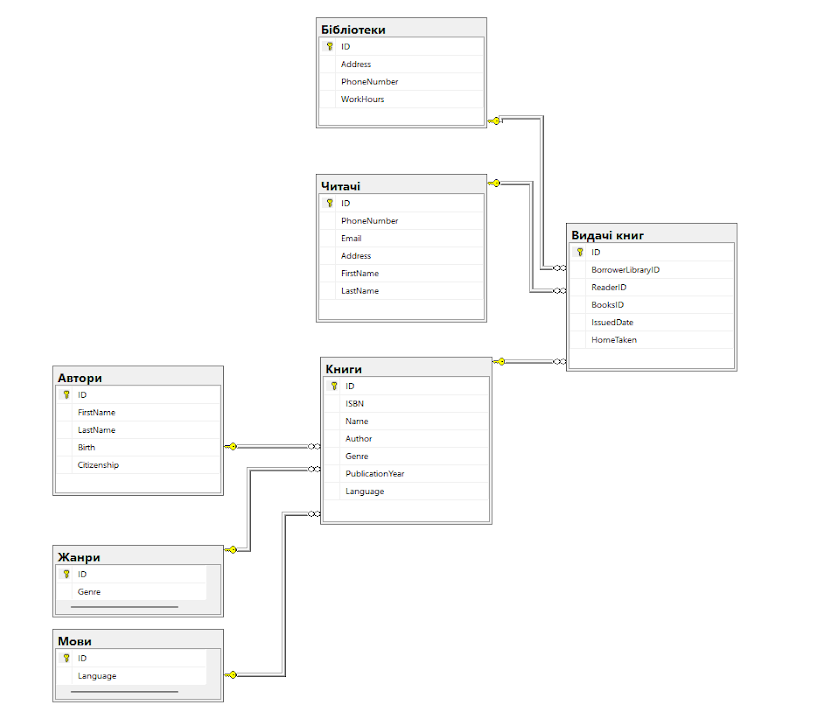 Бібліотеки
ID
Address
PhoneNumber
WorkHours
Читачі
ID
PhoneNumber
Email
Address
FirstName
LastName
Видачі книг
ID
BorrowerLibraryID
ReaderID
BooksID
IssuedDate
HomeTaken
Книги
ID
ISBN
Name
Author
Genre
PublicationYear
Language
Автори
ID
FirstName
LastName
Birth
Citizenship
Жанри
ID
Genre
Мови
ID
Language